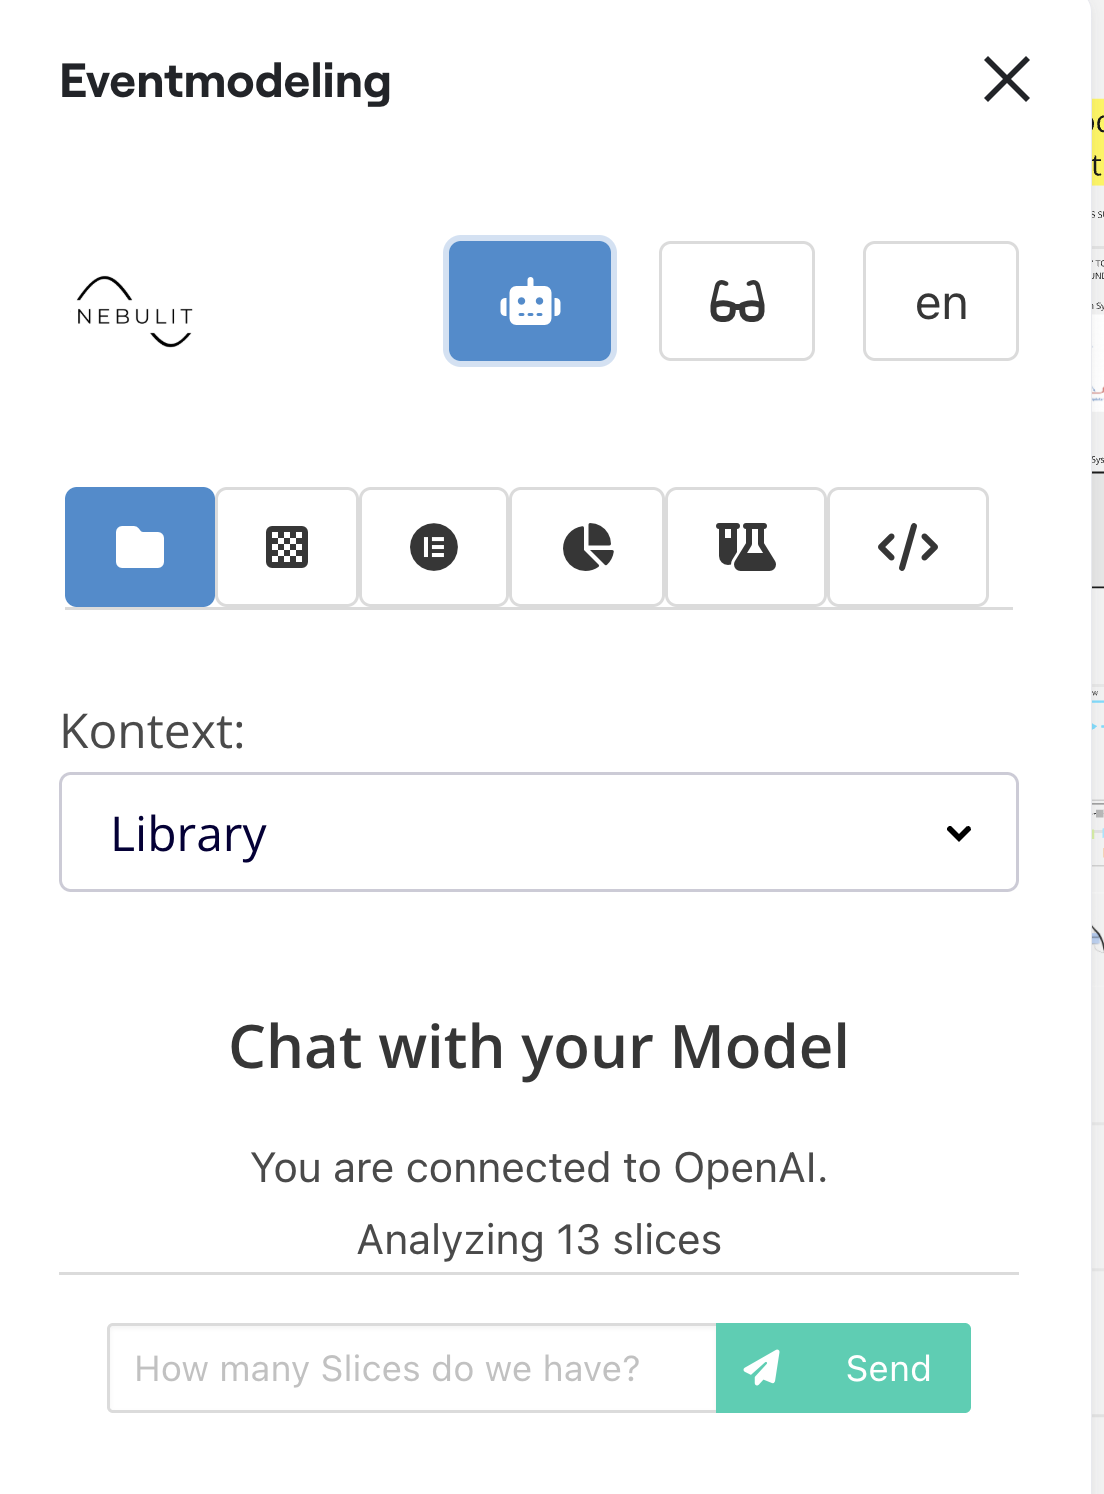 Eventmodeling
NEBULIT
en
Kontext:
Library
Chat with your Model
You are connected to OpenAI.
Analyzing 13 slices
How many Slices do we have?
Send